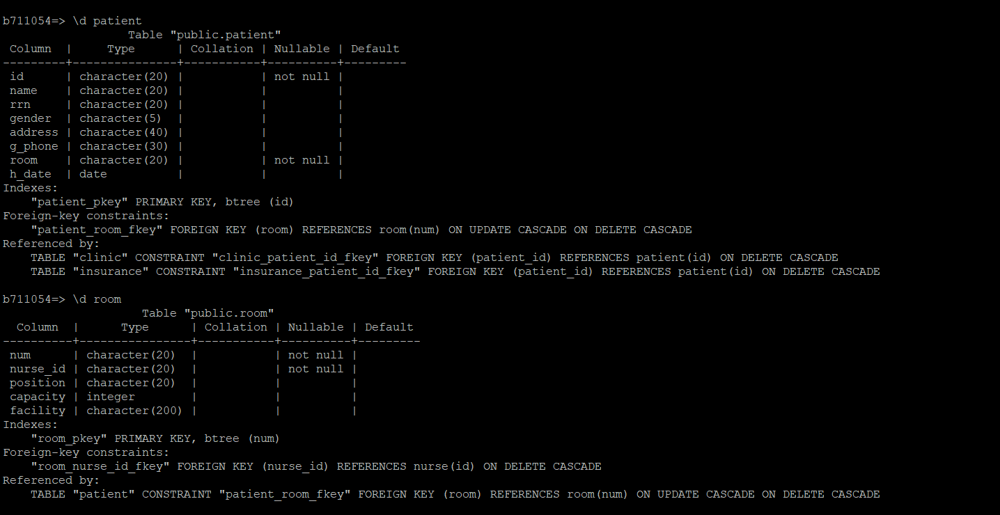 b711054=> \d patient
                  Table "public.patient"
 Column  |     Type      | Collation | Nullable | Default
---------+---------------+-----------+----------+---------
 id      | character(20) |           | not null |
 name    | character(20) |           |          |
 rrn     | character(20) |           |          |
 gender  | character(5)  |           |          |
 address | character(40) |           |          |
 g_phone | character(30) |           |          |
 room    | character(20) |           | not null |
 h_date  | date          |           |          |
Indexes:
    "patient_pkey" PRIMARY KEY, btree (id)
Foreign-key constraints:
    "patient_room_fkey" FOREIGN KEY (room) REFERENCES room(num) ON UPDATE CASCADE ON DELETE CASCADE
Referenced by:
    TABLE "clinic" CONSTRAINT "clinic_patient_id_fkey" FOREIGN KEY (patient_id) REFERENCES patient(id) ON DELETE CASCADE
    TABLE "insurance" CONSTRAINT "insurance_patient_id_fkey" FOREIGN KEY (patient_id) REFERENCES patient(id) ON DELETE CASCADE

b711054=> \d room
                    Table "public.room"
  Column  |      Type      | Collation | Nullable | Default
----------+----------------+-----------+----------+---------
 num      | character(20)  |           | not null |
 nurse_id | character(20)  |           | not null |
 position | character(20)  |           |          |
 capacity | integer        |           |          |
 facility | character(200) |           |          |
Indexes:
    "room_pkey" PRIMARY KEY, btree (num)
Foreign-key constraints:
    "room_nurse_id_fkey" FOREIGN KEY (nurse_id) REFERENCES nurse(id) ON DELETE CASCADE
Referenced by:
    TABLE "patient" CONSTRAINT "patient_room_fkey" FOREIGN KEY (room) REFERENCES room(num) ON UPDATE CASCADE ON DELETE CASCADE